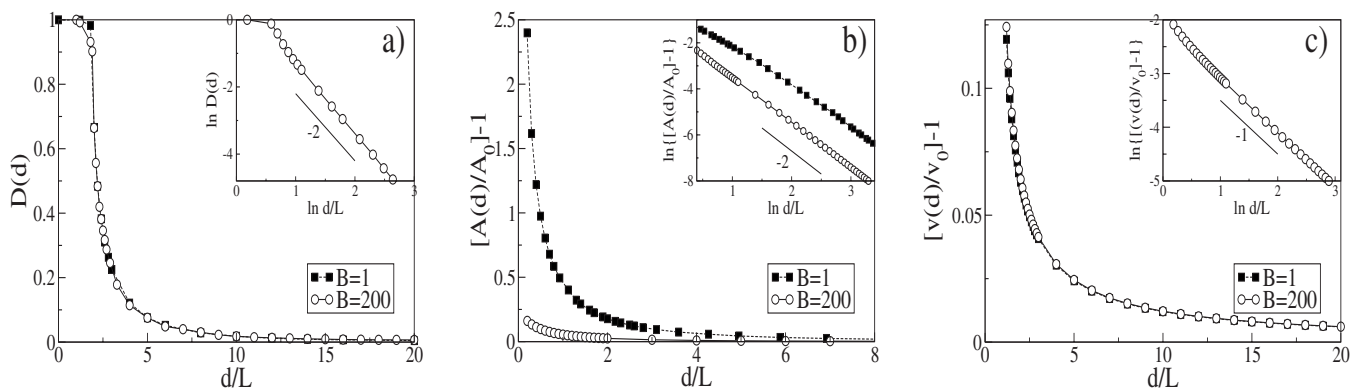 a)
D(d)
1
0.8
0.6
0.4
0.2
0
0 5 10 15 20
d/L
B=1
B=200
ln D(d)
0
-2
-4
0 1 2 3
ln d/L
-2
b)
[A(d)/A₀]-1
2.5
2
1.5
1
0.5
0
0 2 4 6 8
d/L
B=1
B=200
ln{[A(d)/A₀]-1}
-2
-4
-6
-8
1 2 3
ln d/L
-2
c)
[v(d)/v₀]-1
0.1
0.05
0
0 5 10 15 20
d/L
B=1
B=200
ln{[(v(d)/v₀]-1}
-2
-3
-4
-5
0 1 2 3
ln d/L
-1